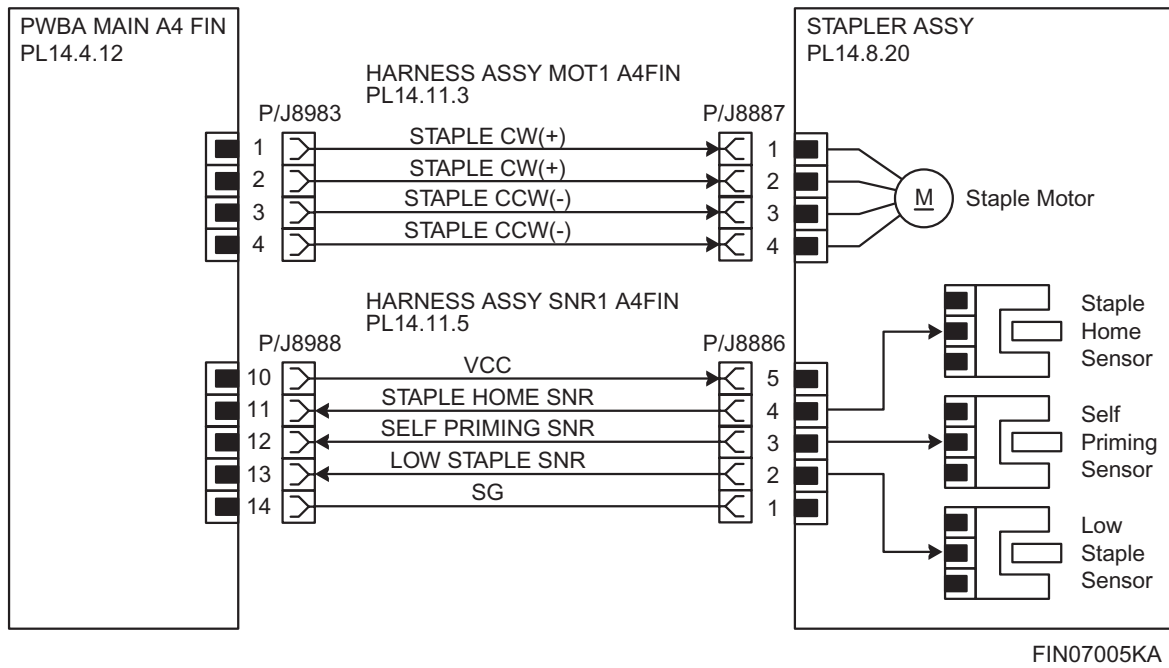 PWBA MAIN A4 FIN
PL14.4.12
STAPLER ASSY
PL14.8.20
HARNESS ASSY MOT1 A4FIN
PL14.11.3
P/J8983
P/J8887
1 STAPLE CW(+) 1
2 STAPLE CW(+) 2
3 STAPLE CCW(-) 3
4 STAPLE CCW(-) 4
M Staple Motor
HARNESS ASSY SNR1 A4FIN
PL14.11.5
P/J8988
P/J8886
10 VCC 5
11 STAPLE HOME SNR 4
12 SELF PRIMING SNR 3
13 LOW STAPLE SNR 2
14 SG 1
Staple
Home
Sensor
Self
Priming
Sensor
Low
Staple
Sensor
FIN07005KA